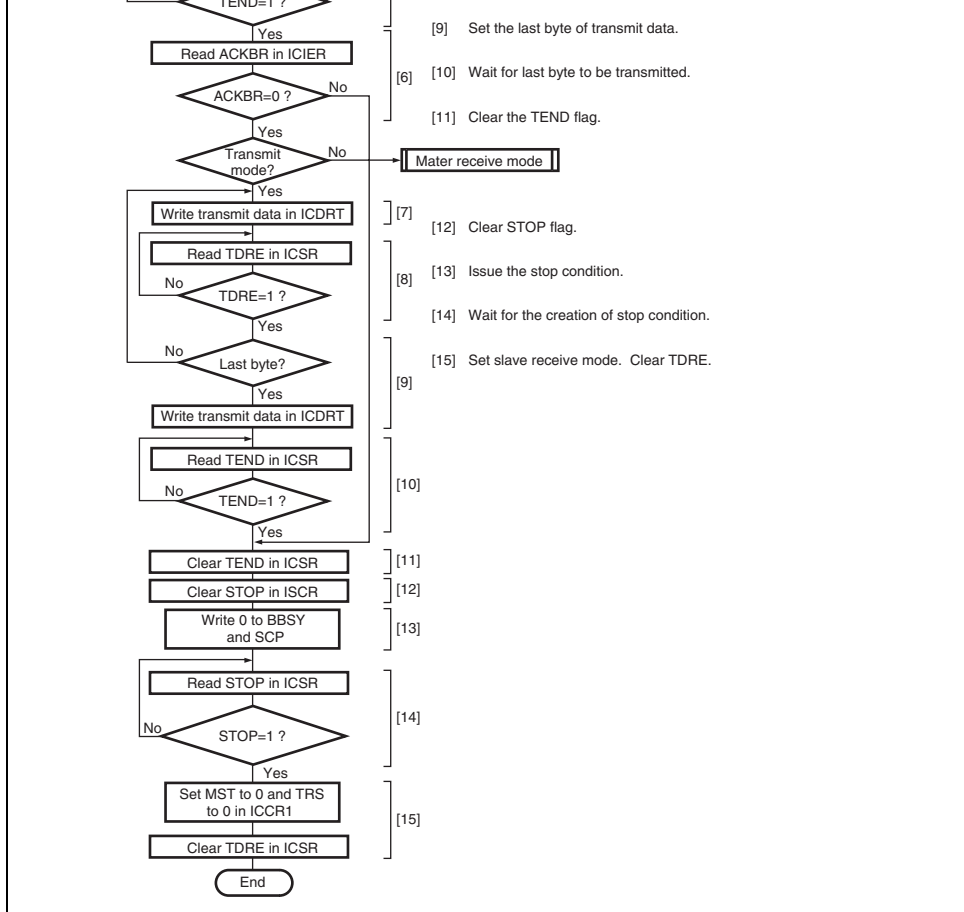 TEND=1 ?
Yes
[9] Set the last byte of transmit data.
Read ACKBR in ICIER
[6]
[10] Wait for last byte to be transmitted.
No
ACKBR=0 ?
[11] Clear the TEND flag.
Yes
Transmit
mode?
No
Mater receive mode
Yes
Write transmit data in ICDRT
[7]
[12] Clear STOP flag.
Read TDRE in ICSR
[8]
[13] Issue the stop condition.
No
TDRE=1 ?
[14] Wait for the creation of stop condition.
Yes
No
Last byte?
[15] Set slave receive mode. Clear TDRE.
[9]
Yes
Write transmit data in ICDRT
Read TEND in ICSR
[10]
No
TEND=1 ?
Yes
Clear TEND in ICSR
[11]
Clear STOP in ISCR
[12]
Write 0 to BBSY
and SCP
[13]
Read STOP in ICSR
[14]
No
STOP=1 ?
Yes
Set MST to 0 and TRS
to 0 in ICCR1
[15]
Clear TDRE in ICSR
End